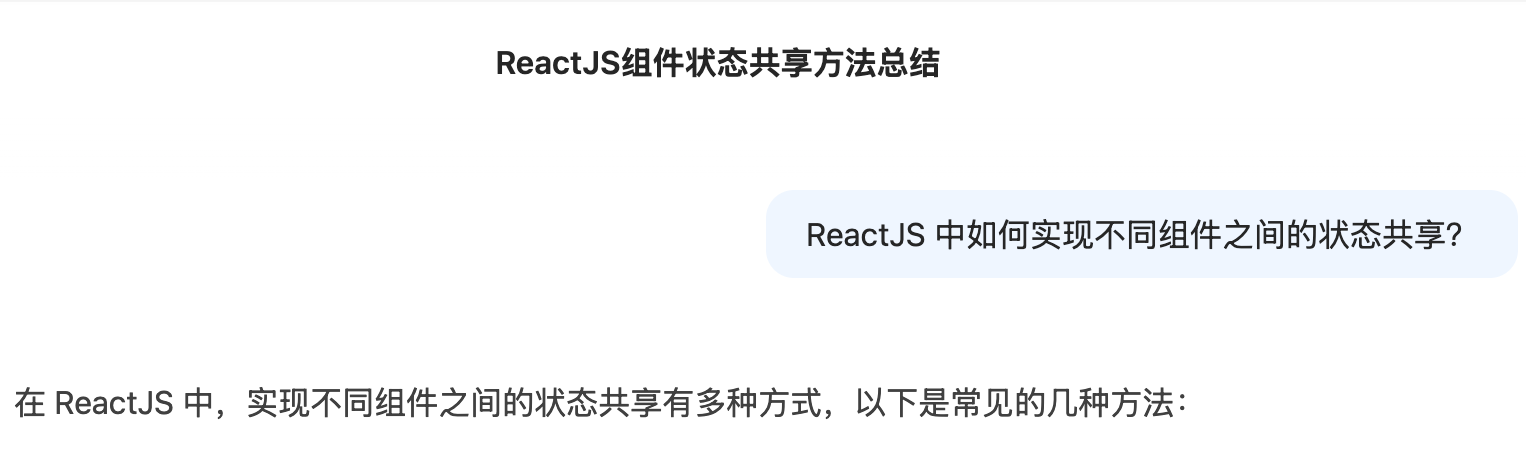 ReactJS组件状态共享方法总结
ReactJS 中如何实现不同组件之间的状态共享?
在 ReactJS 中，实现不同组件之间的状态共享有多种方式，以下是常见的几种方法：